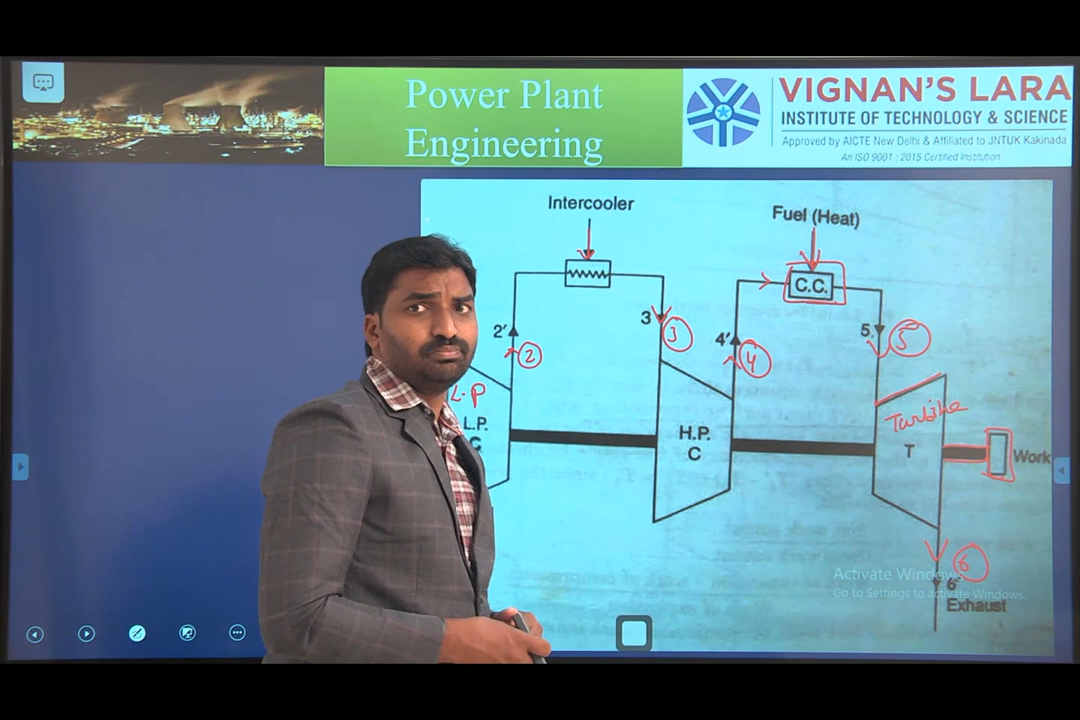 Power Plant
Engineering
VIGNAN'S LARA
INSTITUTE OF TECHNOLOGY & SCIENCE
Approved by AICTE New Delhi & Affiliated to JNTUK Kakinada
An ISO 9001 : 2015 Certified Institution
Intercooler
Fuel (Heat)
C.C.
2'
3
4'
5
2
3
4
5
L.P
L.P.
C
H.P.
C
Turbine
T
Work
6
6'
Exhaust
Activate Windows
Go to Settings to activate Windows.